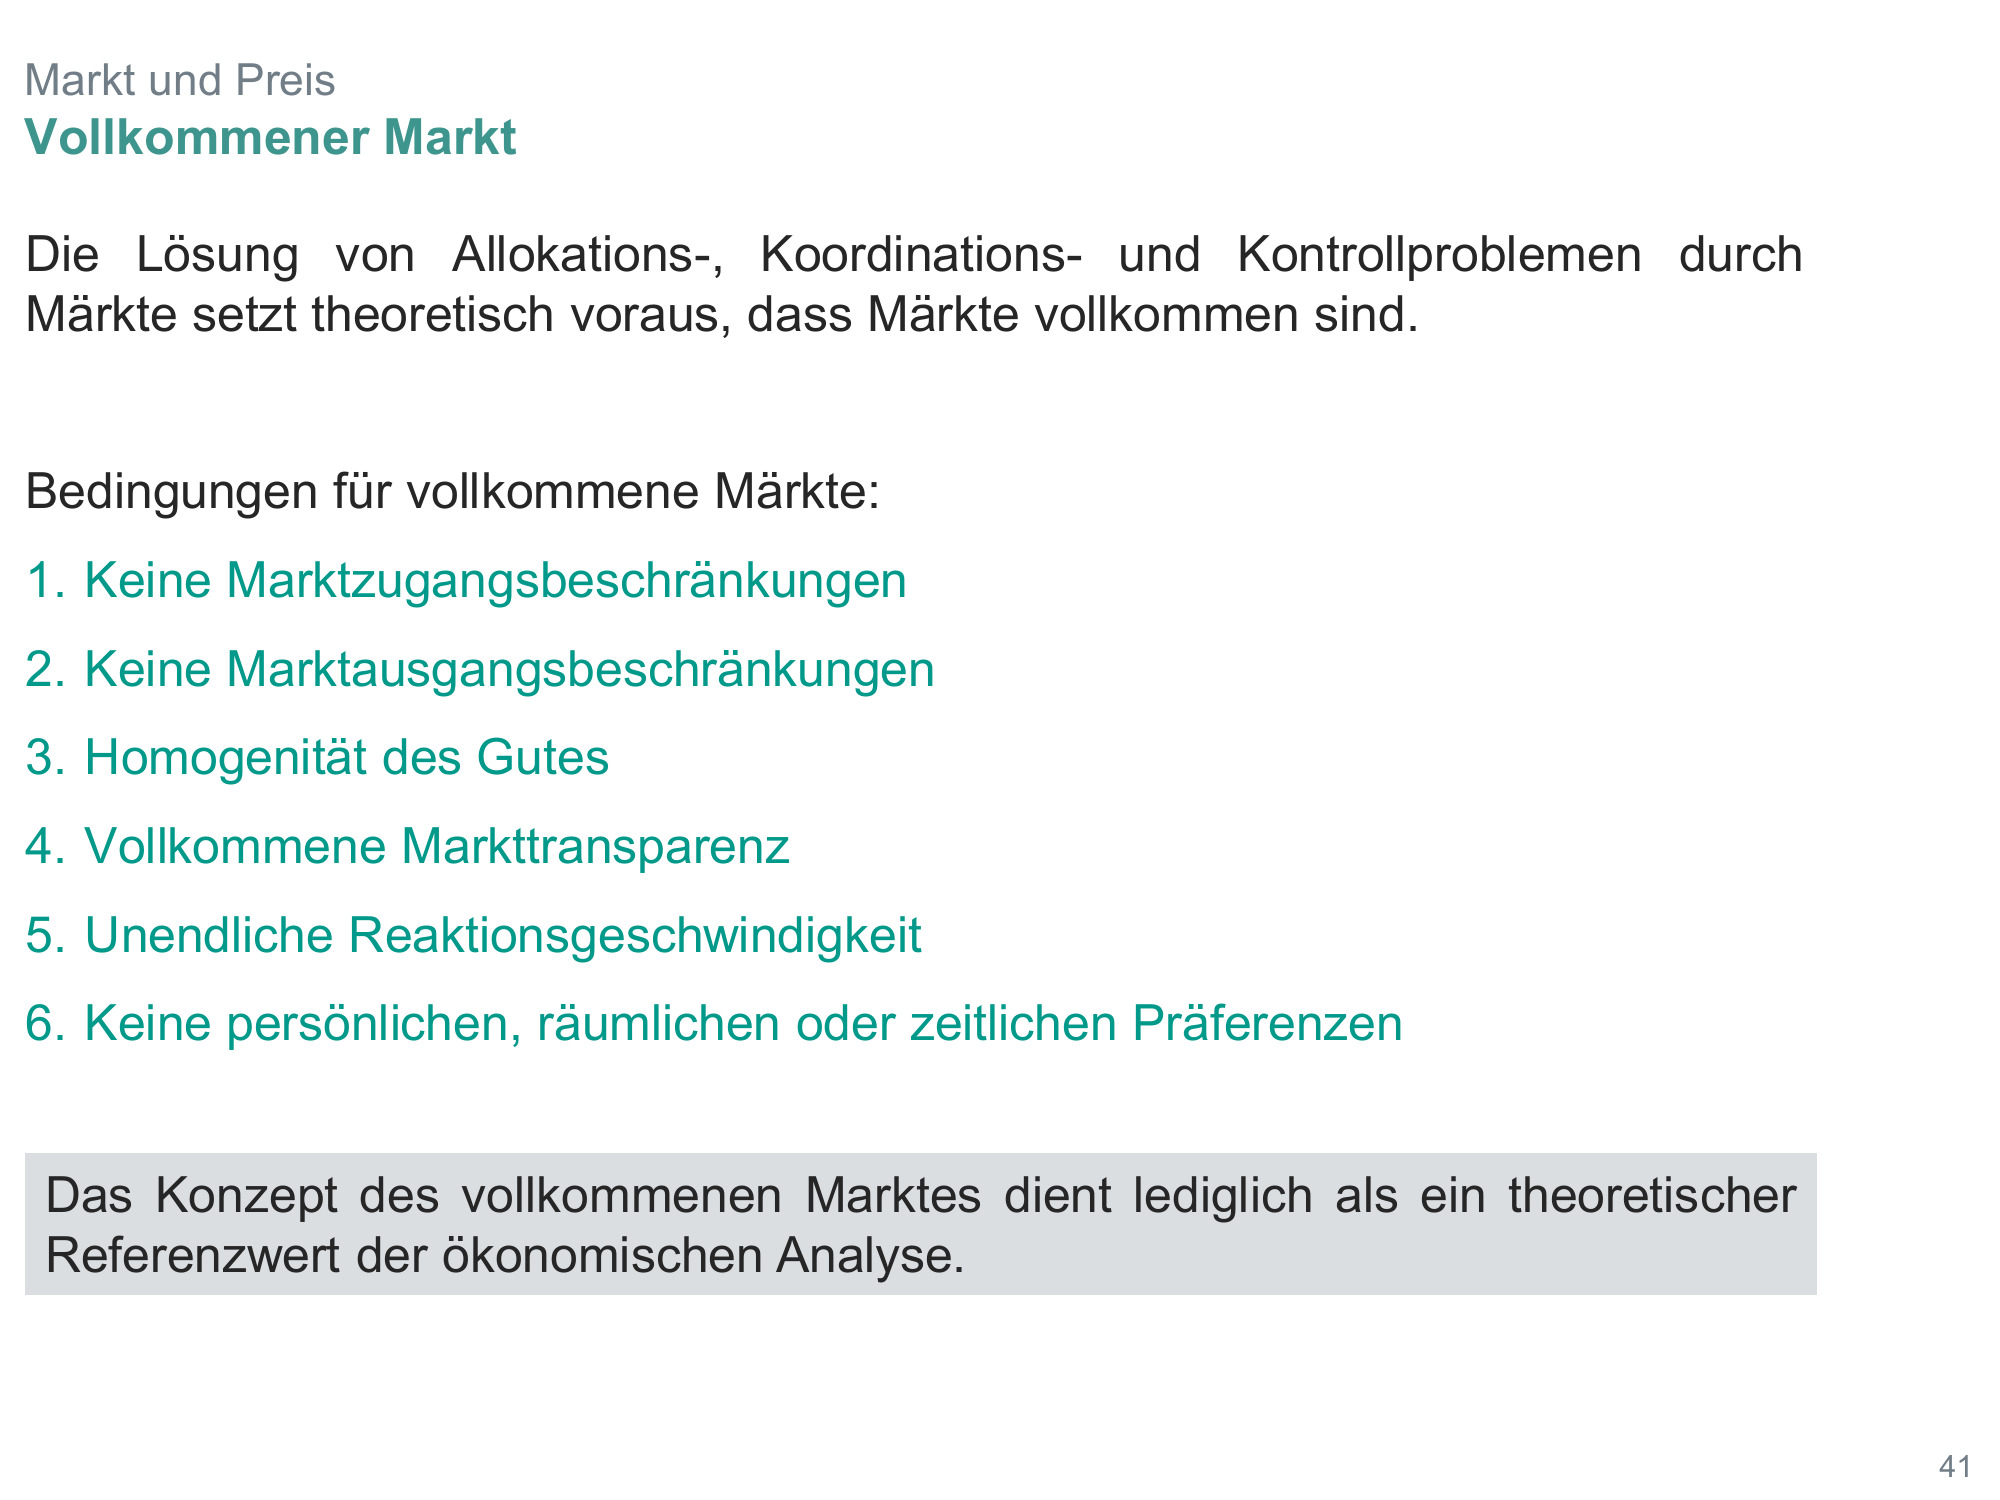 Markt und Preis
Vollkommener Markt
Die Lösung von Allokations-, Koordinations- und Kontrollproblemen durch
Märkte setzt theoretisch voraus, dass Märkte vollkommen sind.
Bedingungen für vollkommene Märkte:
1. Keine Marktzugangsbeschränkungen
2. Keine Marktausgangsbeschränkungen
3. Homogenität des Gutes
4. Vollkommene Markttransparenz
5. Unendliche Reaktionsgeschwindigkeit
6. Keine persönlichen, räumlichen oder zeitlichen Präferenzen
Das Konzept des vollkommenen Marktes dient lediglich als ein theoretischer
Referenzwert der ökonomischen Analyse.
41